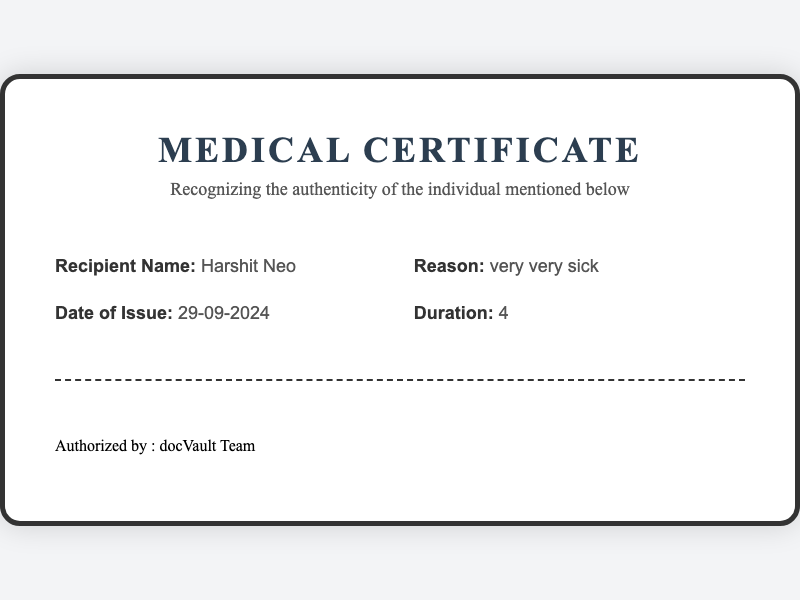 MEDICAL CERTIFICATE
Recognizing the authenticity of the individual mentioned below
Recipient Name: Harshit Neo
Reason: very very sick
Date of Issue: 29-09-2024
Duration: 4
Authorized by : docVault Team